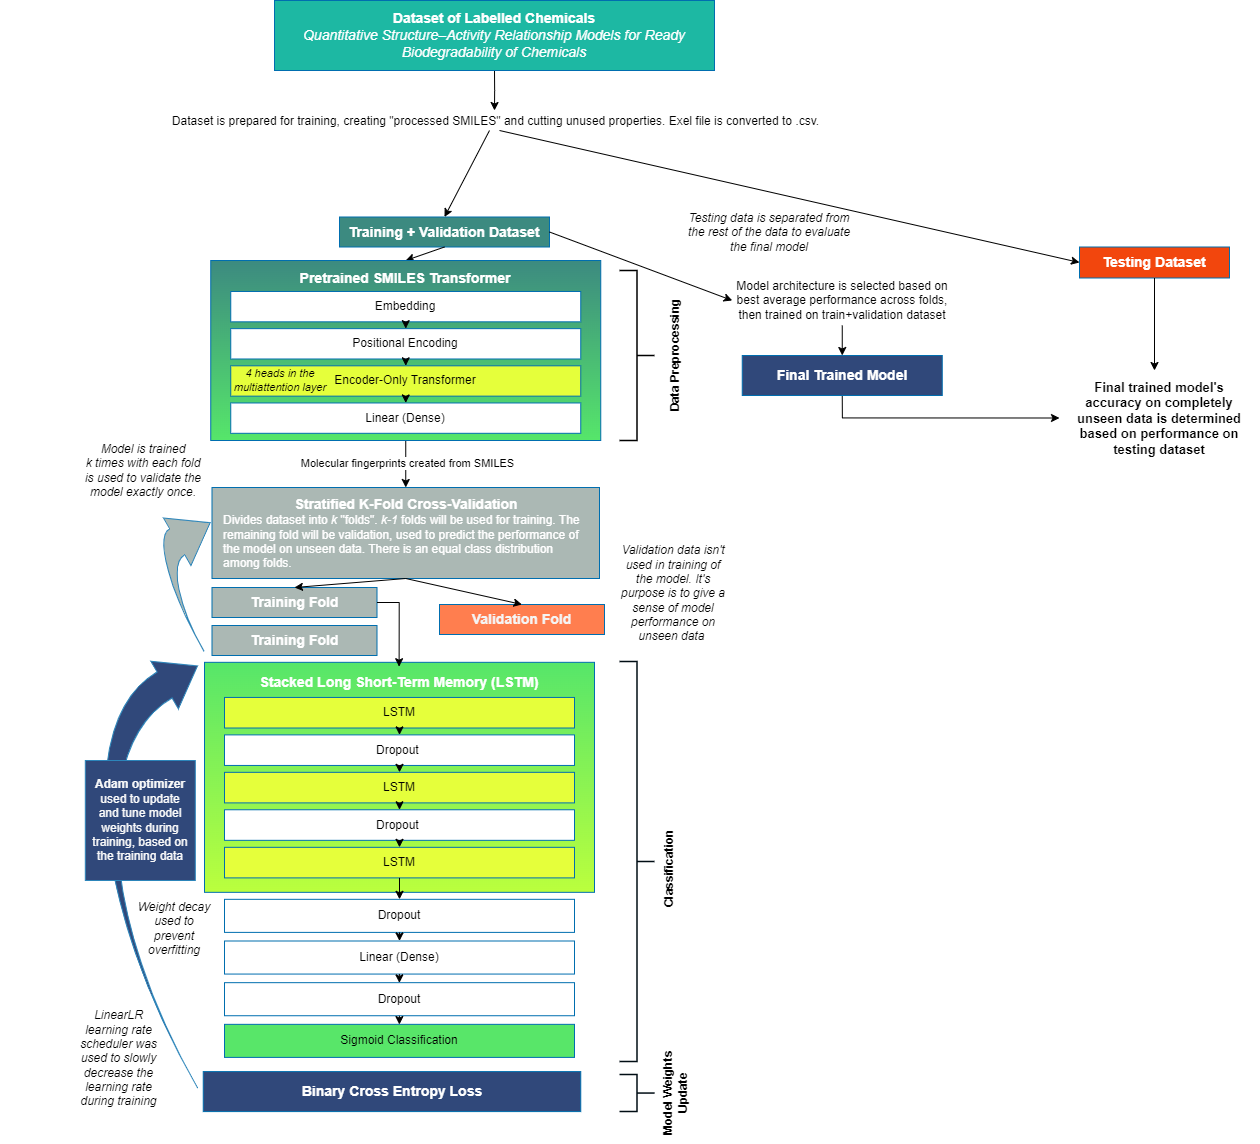 Dataset of Labelled Chemicals
Quantitative Structure–Activity Relationship Models for Ready
Biodegradability of Chemicals
Dataset is prepared for training, creating "processed SMILES" and cutting unused properties. Exel file is converted to .csv.
Training + Validation Dataset
Testing data is separated from
the rest of the data to evaluate
the final model
Testing Dataset
Pretrained SMILES Transformer
Embedding
Positional Encoding
4 heads in the
multiattention layer
Encoder-Only Transformer
Linear (Dense)
Data Preprocessing
Model architecture is selected based on
best average performance across folds,
then trained on train+validation dataset
Final Trained Model
Final trained model's
accuracy on completely
unseen data is determined
based on performance on
testing dataset
Molecular fingerprints created from SMILES
Model is trained
k times with each fold
is used to validate the
model exactly once.
Stratified K-Fold Cross-Validation
Divides dataset into k "folds". k-1 folds will be used for training. The
remaining fold will be validation, used to predict the performance of
the model on unseen data. There is an equal class distribution
among folds.
Training Fold
Training Fold
Validation Fold
Validation data isn't
used in training of
the model. It's
purpose is to give a
sense of model
performance on
unseen data
Stacked Long Short-Term Memory (LSTM)
LSTM
Dropout
LSTM
Dropout
LSTM
Dropout
Linear (Dense)
Dropout
Sigmoid Classification
Classification
Adam optimizer
used to update
and tune model
weights during
training, based on
the training data
Weight decay
used to
prevent
overfitting
LinearLR
learning rate
scheduler was
used to slowly
decrease the
learning rate
during training
Binary Cross Entropy Loss
Model Weights
Update